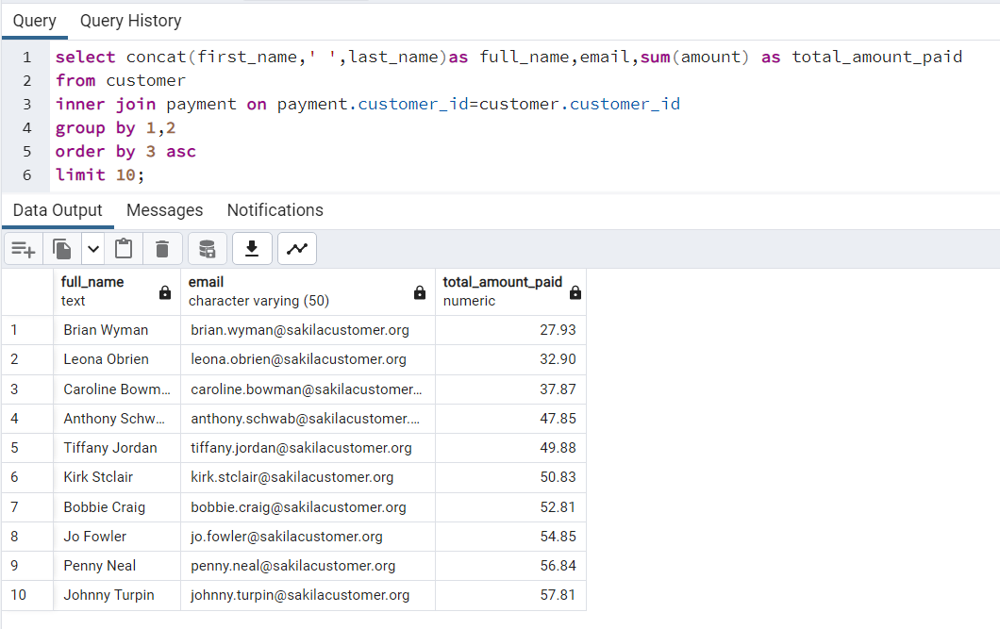 Query Query History
1 select concat(first_name,' ',last_name)as full_name,email,sum(amount) as total_amount_paid
2 from customer
3 inner join payment on payment.customer_id=customer.customer_id
4 group by 1,2
5 order by 3 asc
6 limit 10;
Data Output Messages Notifications
full_name email total_amount_paid
text character varying (50) numeric
1 Brian Wyman brian.wyman@sakilacustomer.org 27.93
2 Leona Obrien leona.obrien@sakilacustomer.org 32.90
3 Caroline Bowm... caroline.bowman@sakilacustomer... 37.87
4 Anthony Schw... anthony.schwab@sakilacustomer.... 47.85
5 Tiffany Jordan tiffany.jordan@sakilacustomer.org 49.88
6 Kirk Stclair kirk.stclair@sakilacustomer.org 50.83
7 Bobbie Craig bobbie.craig@sakilacustomer.org 52.81
8 Jo Fowler jo.fowler@sakilacustomer.org 54.85
9 Penny Neal penny.neal@sakilacustomer.org 56.84
10 Johnny Turpin johnny.turpin@sakilacustomer.org 57.81